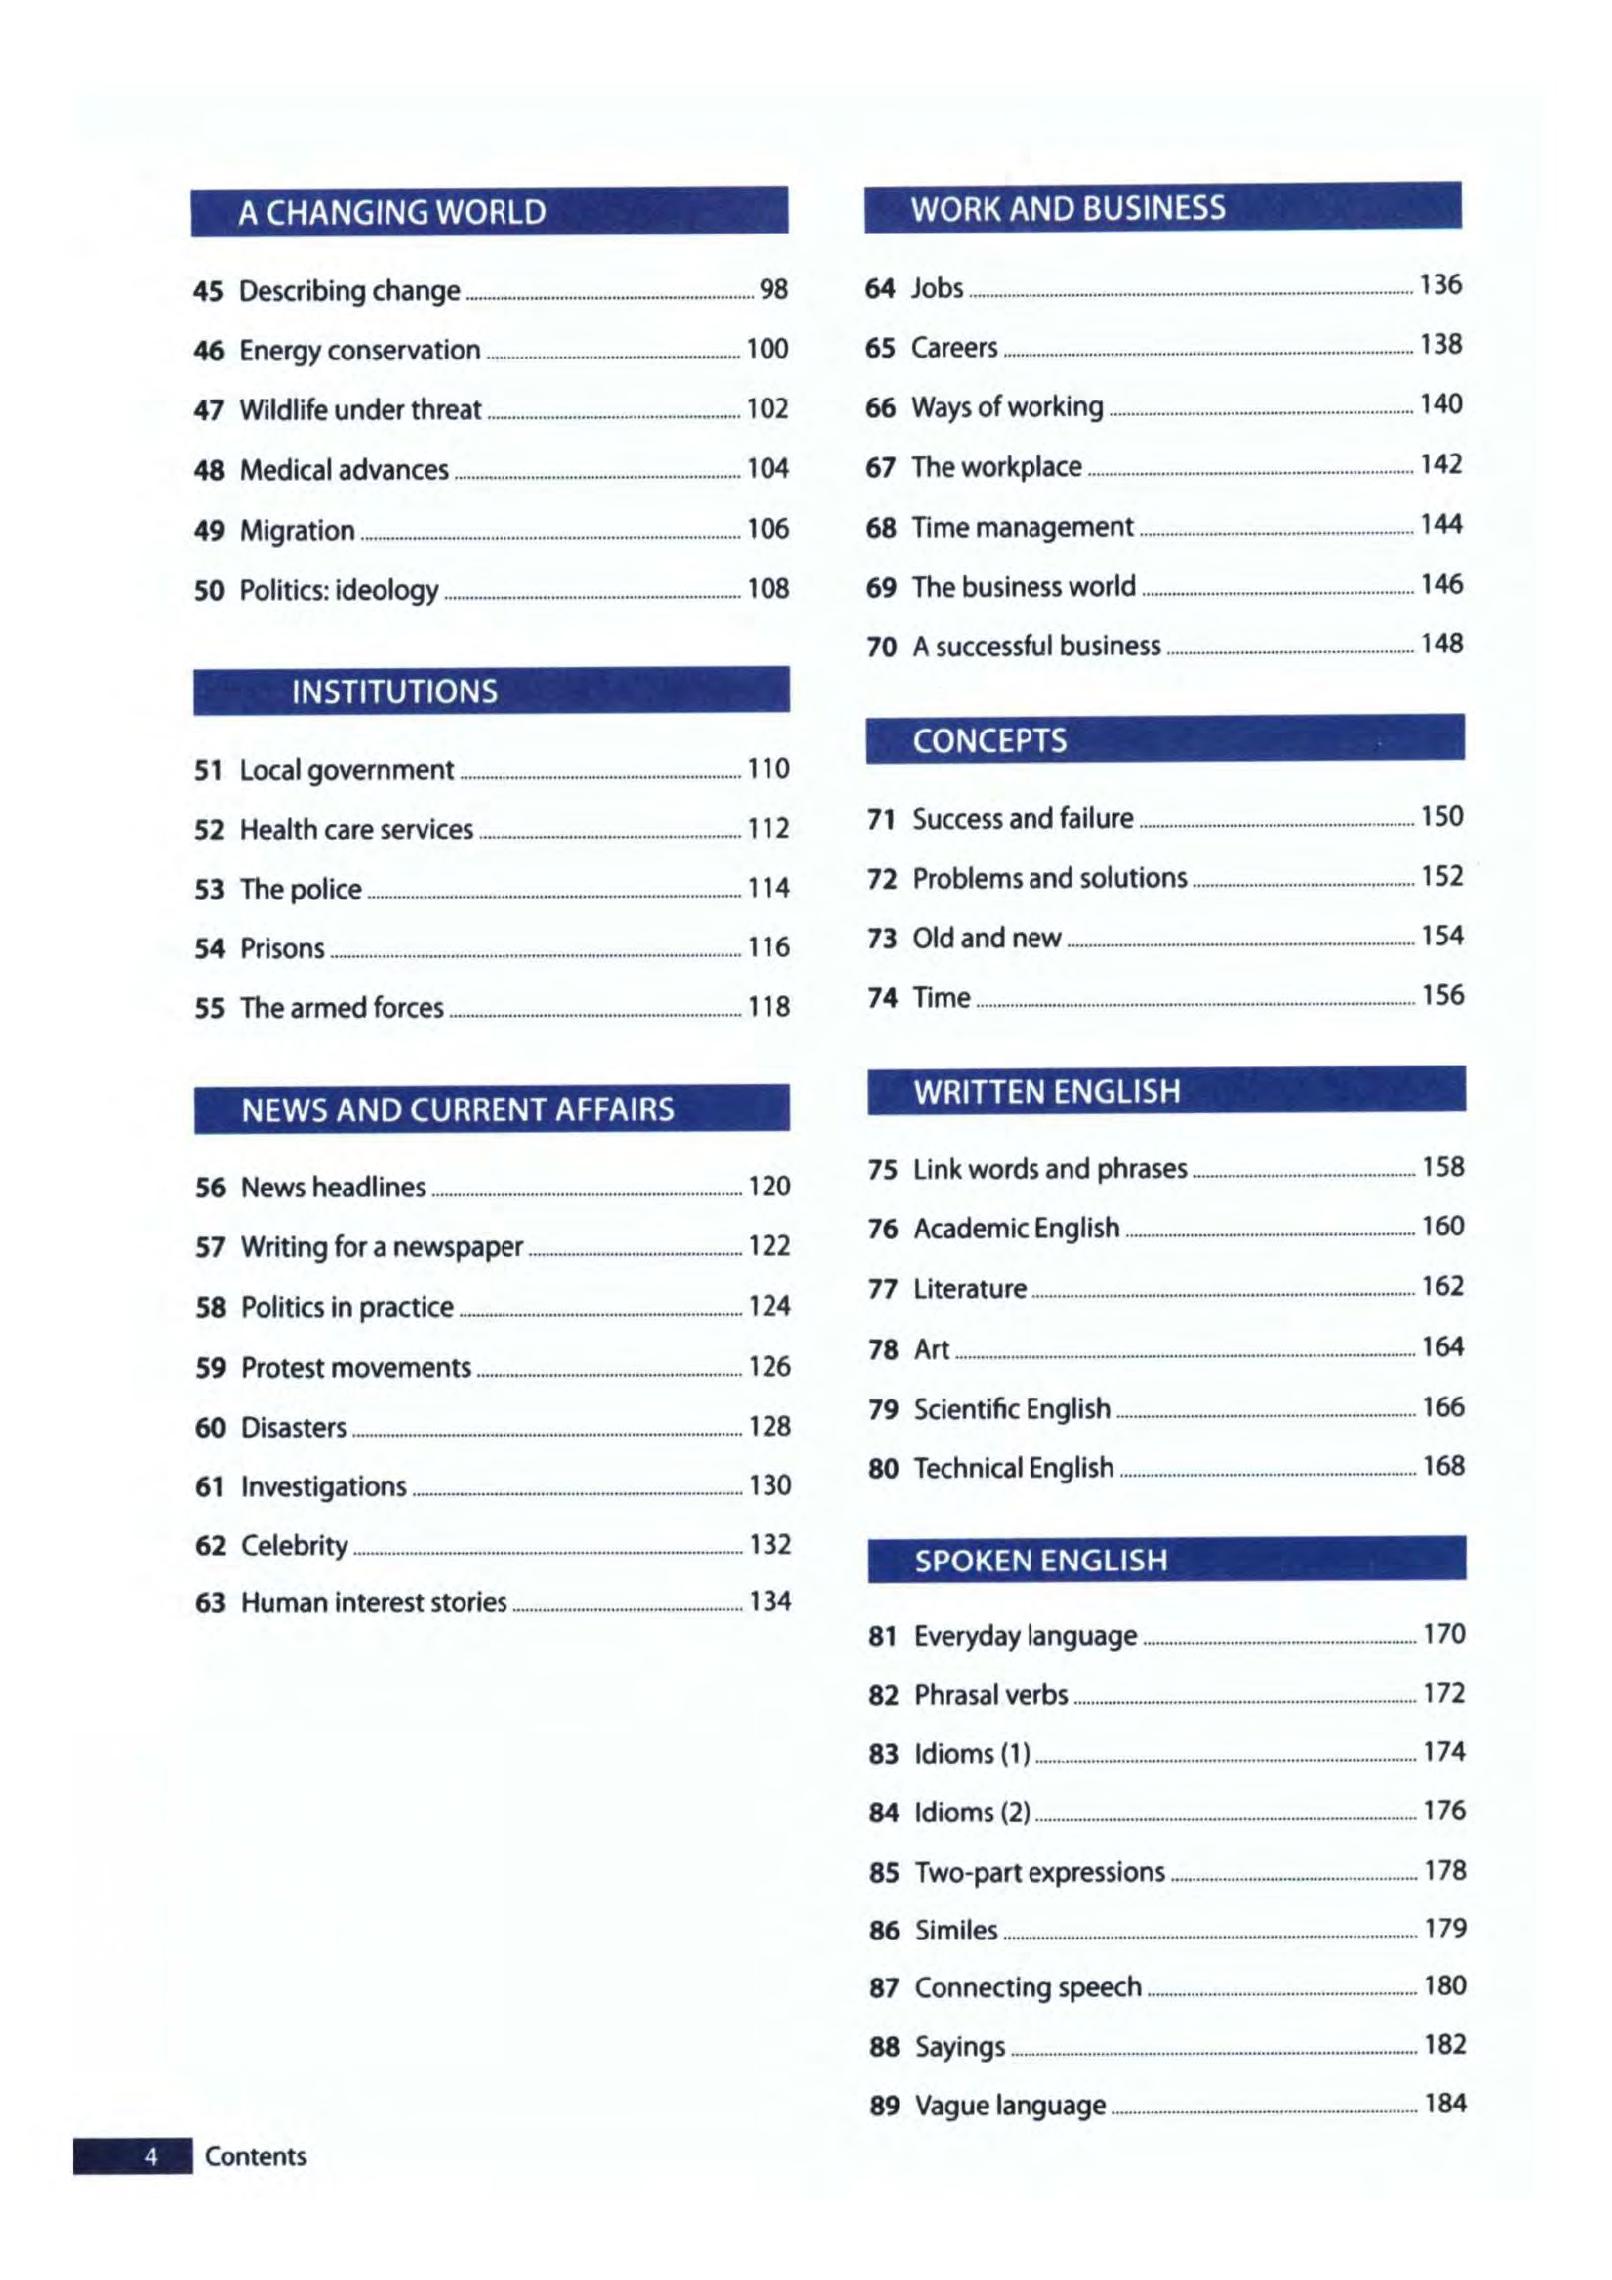 A CHANGING WORLD
45 Describing change 98
46 Energy conservation 100
47 Wildlife under threat 102
48 Medical advances 104
49 Migration 106
50 Politics: ideology 108
INSTITUTIONS
51 Local government 110
52 Health care services 112
53 The police 114
54 Prisons 116
55 The armed forces 118
NEWS AND CURRENT AFFAIRS
56 News headlines 120
57 Writing for a newspaper 122
58 Politics in practice 124
59 Protest movements 126
60 Disasters 128
61 Investigations 130
62 Celebrity 132
63 Human interest stories 134
WORK AND BUSINESS
64 Jobs 136
65 Careers 138
66 Ways of working 140
67 The workplace 142
68 Time management 144
69 The business world 146
70 A successful business 148
CONCEPTS
71 Success and failure 150
72 Problems and solutions 152
73 Old and new 154
74 Time 156
WRITTEN ENGLISH
75 Link words and phrases 158
76 Academic English 160
77 Literature 162
78 Art 164
79 Scientific English 166
80 Technical English 168
SPOKEN ENGLISH
81 Everyday language 170
82 Phrasal verbs 172
83 Idioms (1) 174
84 Idioms (2) 176
85 Two-part expressions 178
86 Similes 179
87 Connecting speech 180
88 Sayings 182
89 Vague language 184
4 Contents